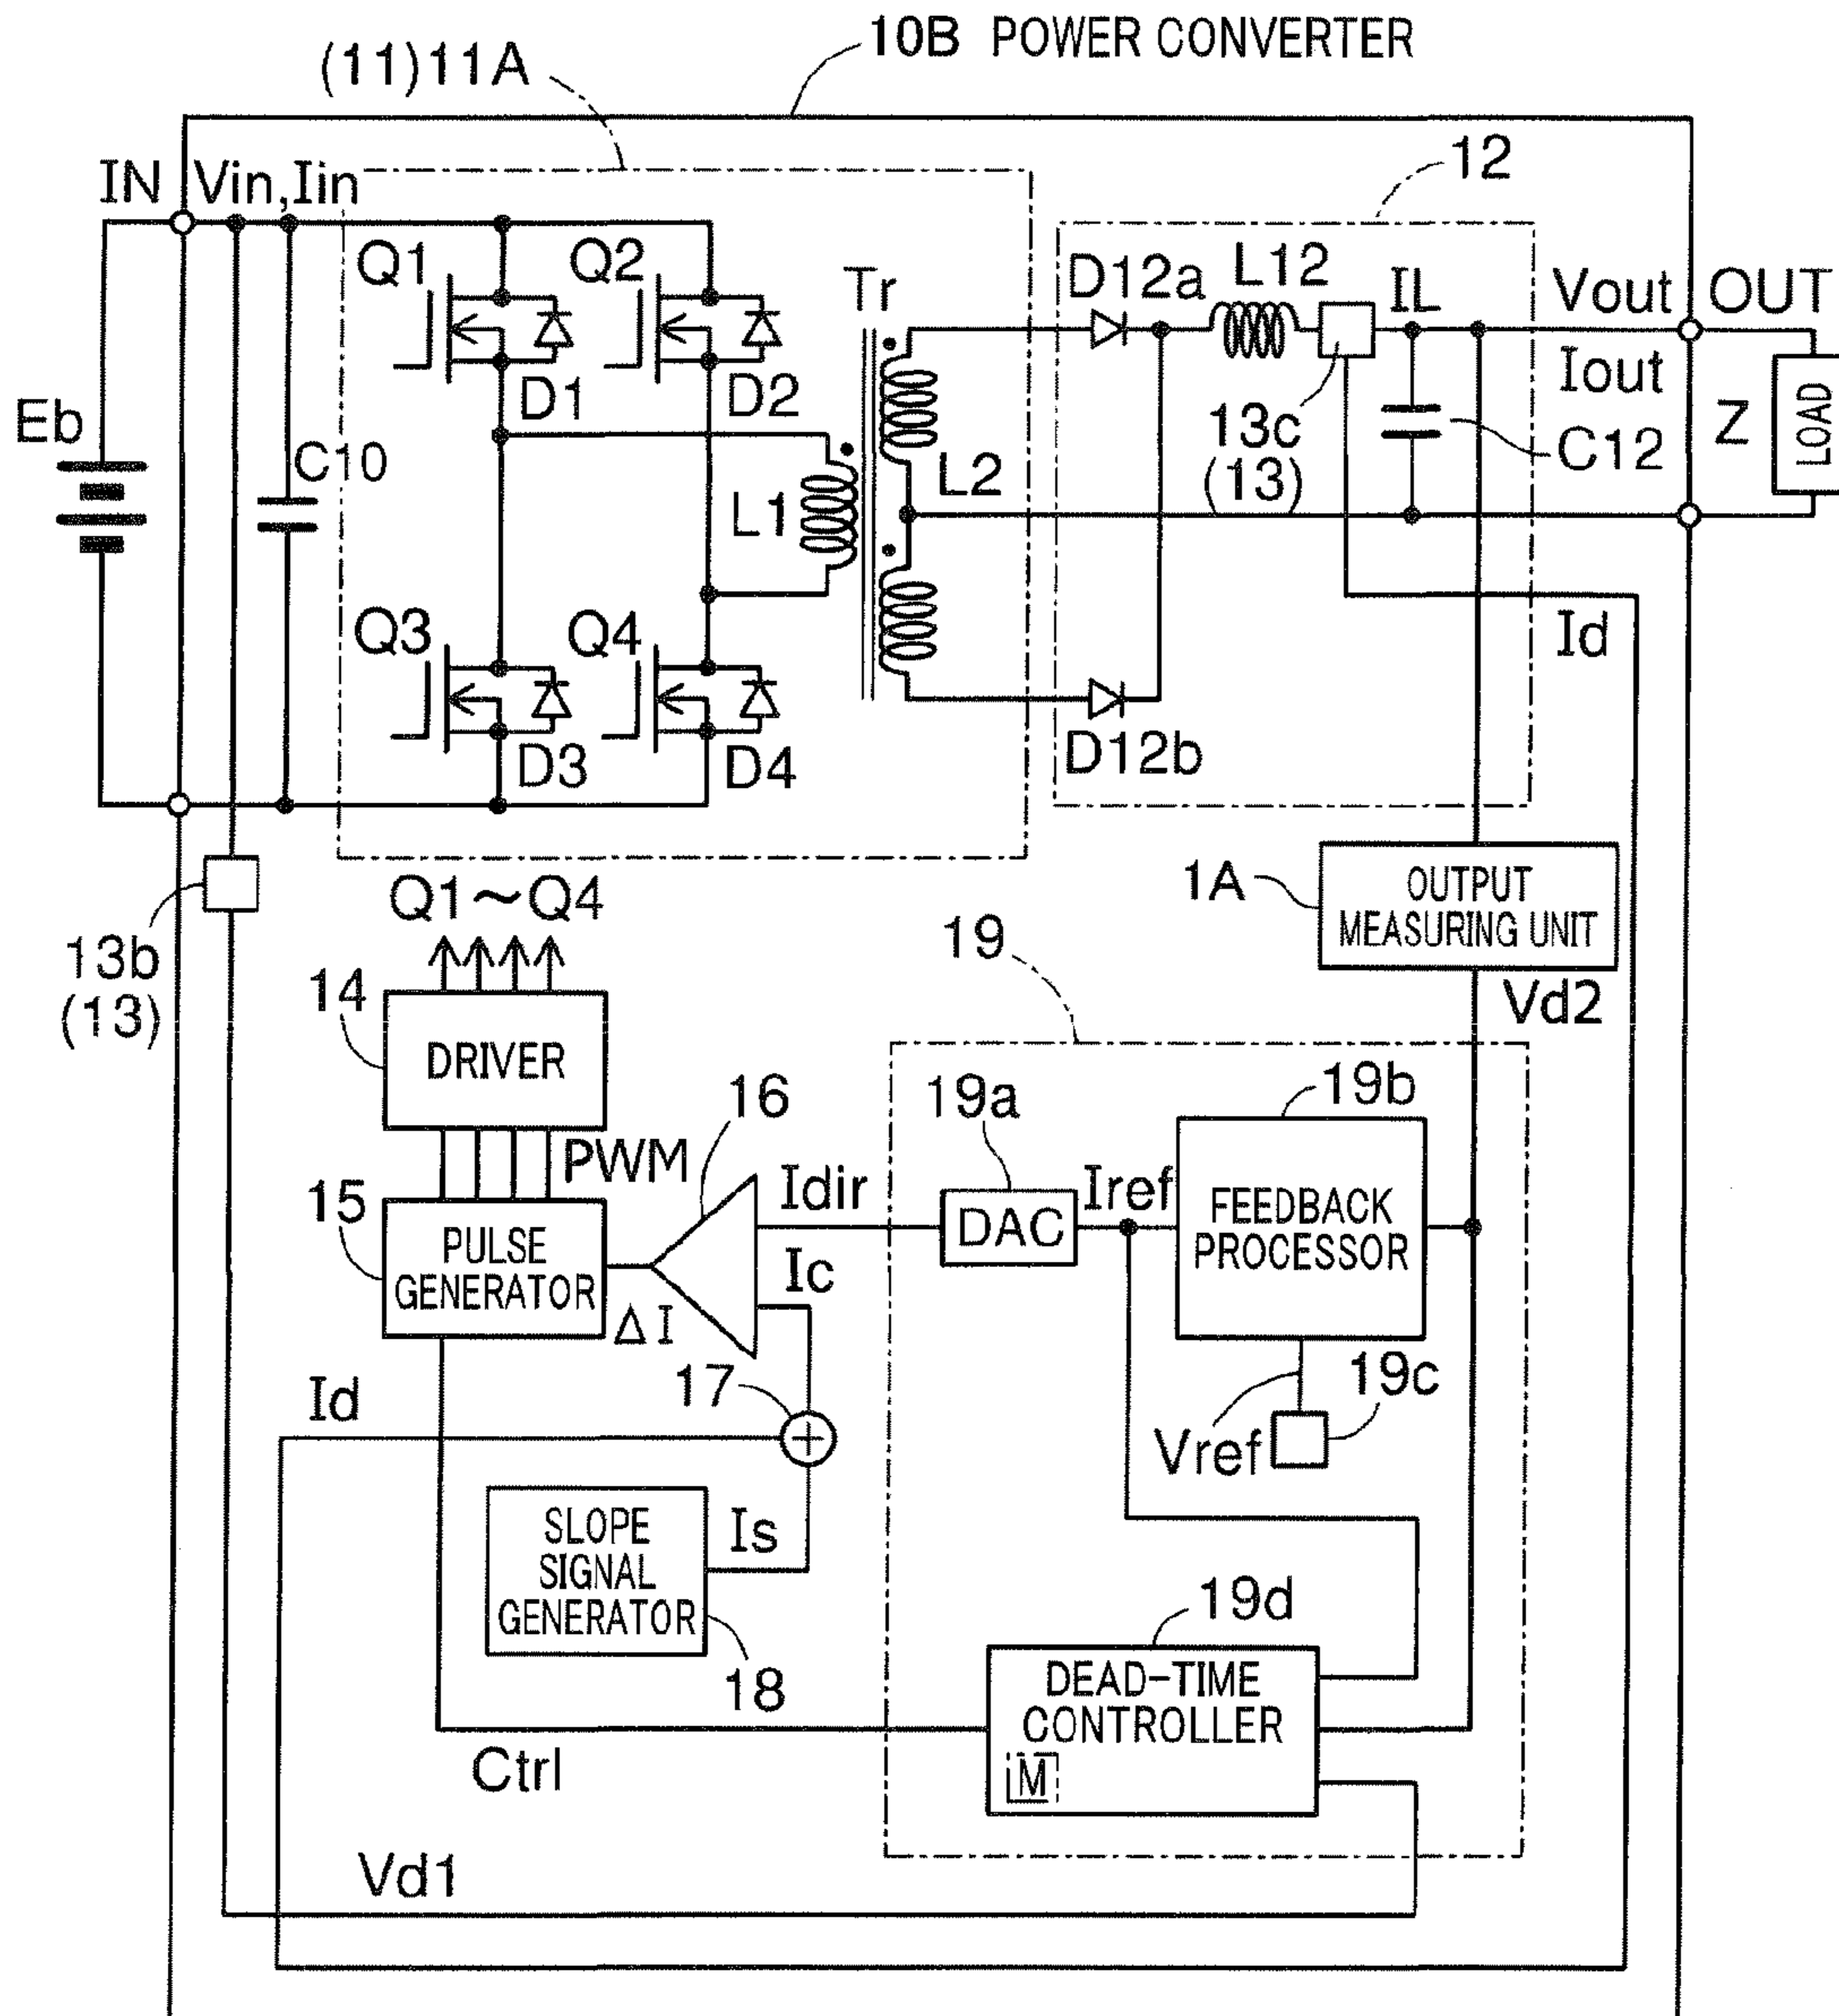 10B POWER CONVERTER
(11)11A
12
IN Vin,Iin
Q1 Q2 Tr D12a L12 IL Vout OUT
D1 D2 Iout
Eb C10 13c Z LOAD
L1 L2 (13) C12
Q3 Q4 Id
D3 D4 D12b
1A OUTPUT
MEASURING UNIT
Q1~Q4
13b
(13)
19
Vd2
14 DRIVER
16 19a 19b
PWM Idir DAC Iref FEEDBACK
PROCESSOR
15 PULSE
GENERATOR
ΔI Ic
17 19c
Id + Vref
SLOPE
SIGNAL
GENERATOR
Is
18
19d
DEAD-TIME
CONTROLLER
M
Ctrl
Vd1